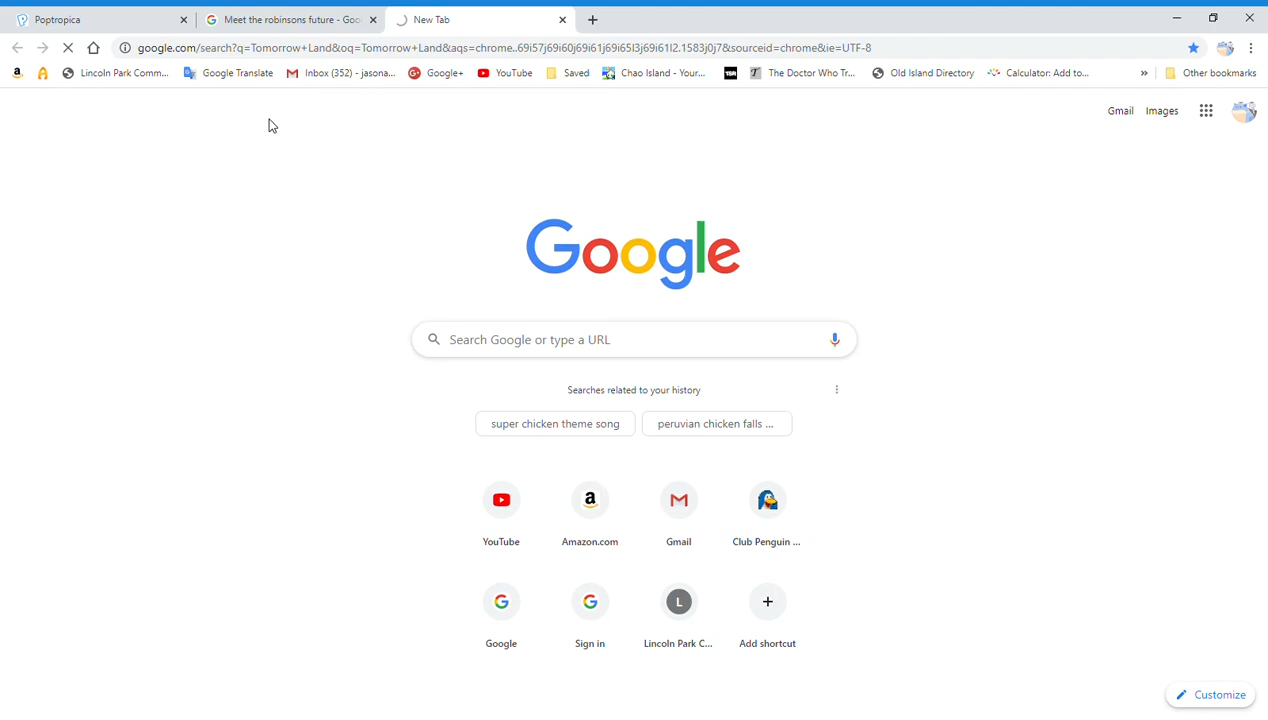 Poptropica
Meet the robinsons future - Goo
New Tab
google.com/search?q=Tomorrow+Land&oq=Tomorrow+Land&aqs=chrome..69i57j69i60j69i61j69i65l3j69i61l2.1583j0j7&sourceid=chrome&ie=UTF-8
a Lincoln Park Comm... Google Translate Inbox (352) - jasona... Google+ YouTube Saved Chao Island - Your... TSR T The Doctor Who Tr... Old Island Directory Calculator: Add to... » Other bookmarks
Gmail Images
Google
Search Google or type a URL
Searches related to your history
super chicken theme song
peruvian chicken falls ...
YouTube
Amazon.com
Gmail
Club Penguin ...
L
Google
Sign in
Lincoln Park C...
Add shortcut
Customize